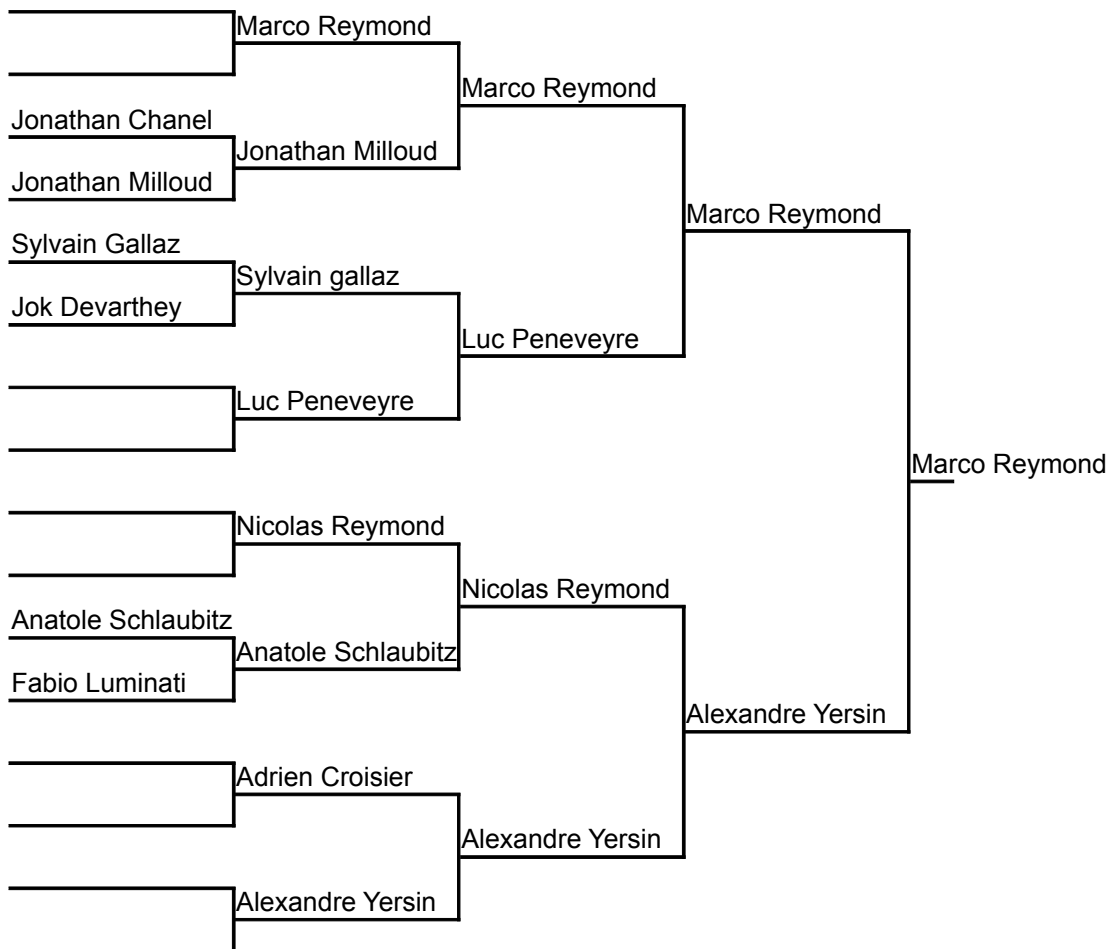 Marco Reymond
Marco Reymond
Jonathan Chanel
Jonathan Milloud
Jonathan Milloud
Marco Reymond
Sylvain Gallaz
Sylvain gallaz
Jok Devarthey
Luc Peneveyre
Luc Peneveyre
Marco Reymond
Nicolas Reymond
Nicolas Reymond
Anatole Schlaubitz
Anatole Schlaubitz
Fabio Luminati
Alexandre Yersin
Adrien Croisier
Alexandre Yersin
Alexandre Yersin